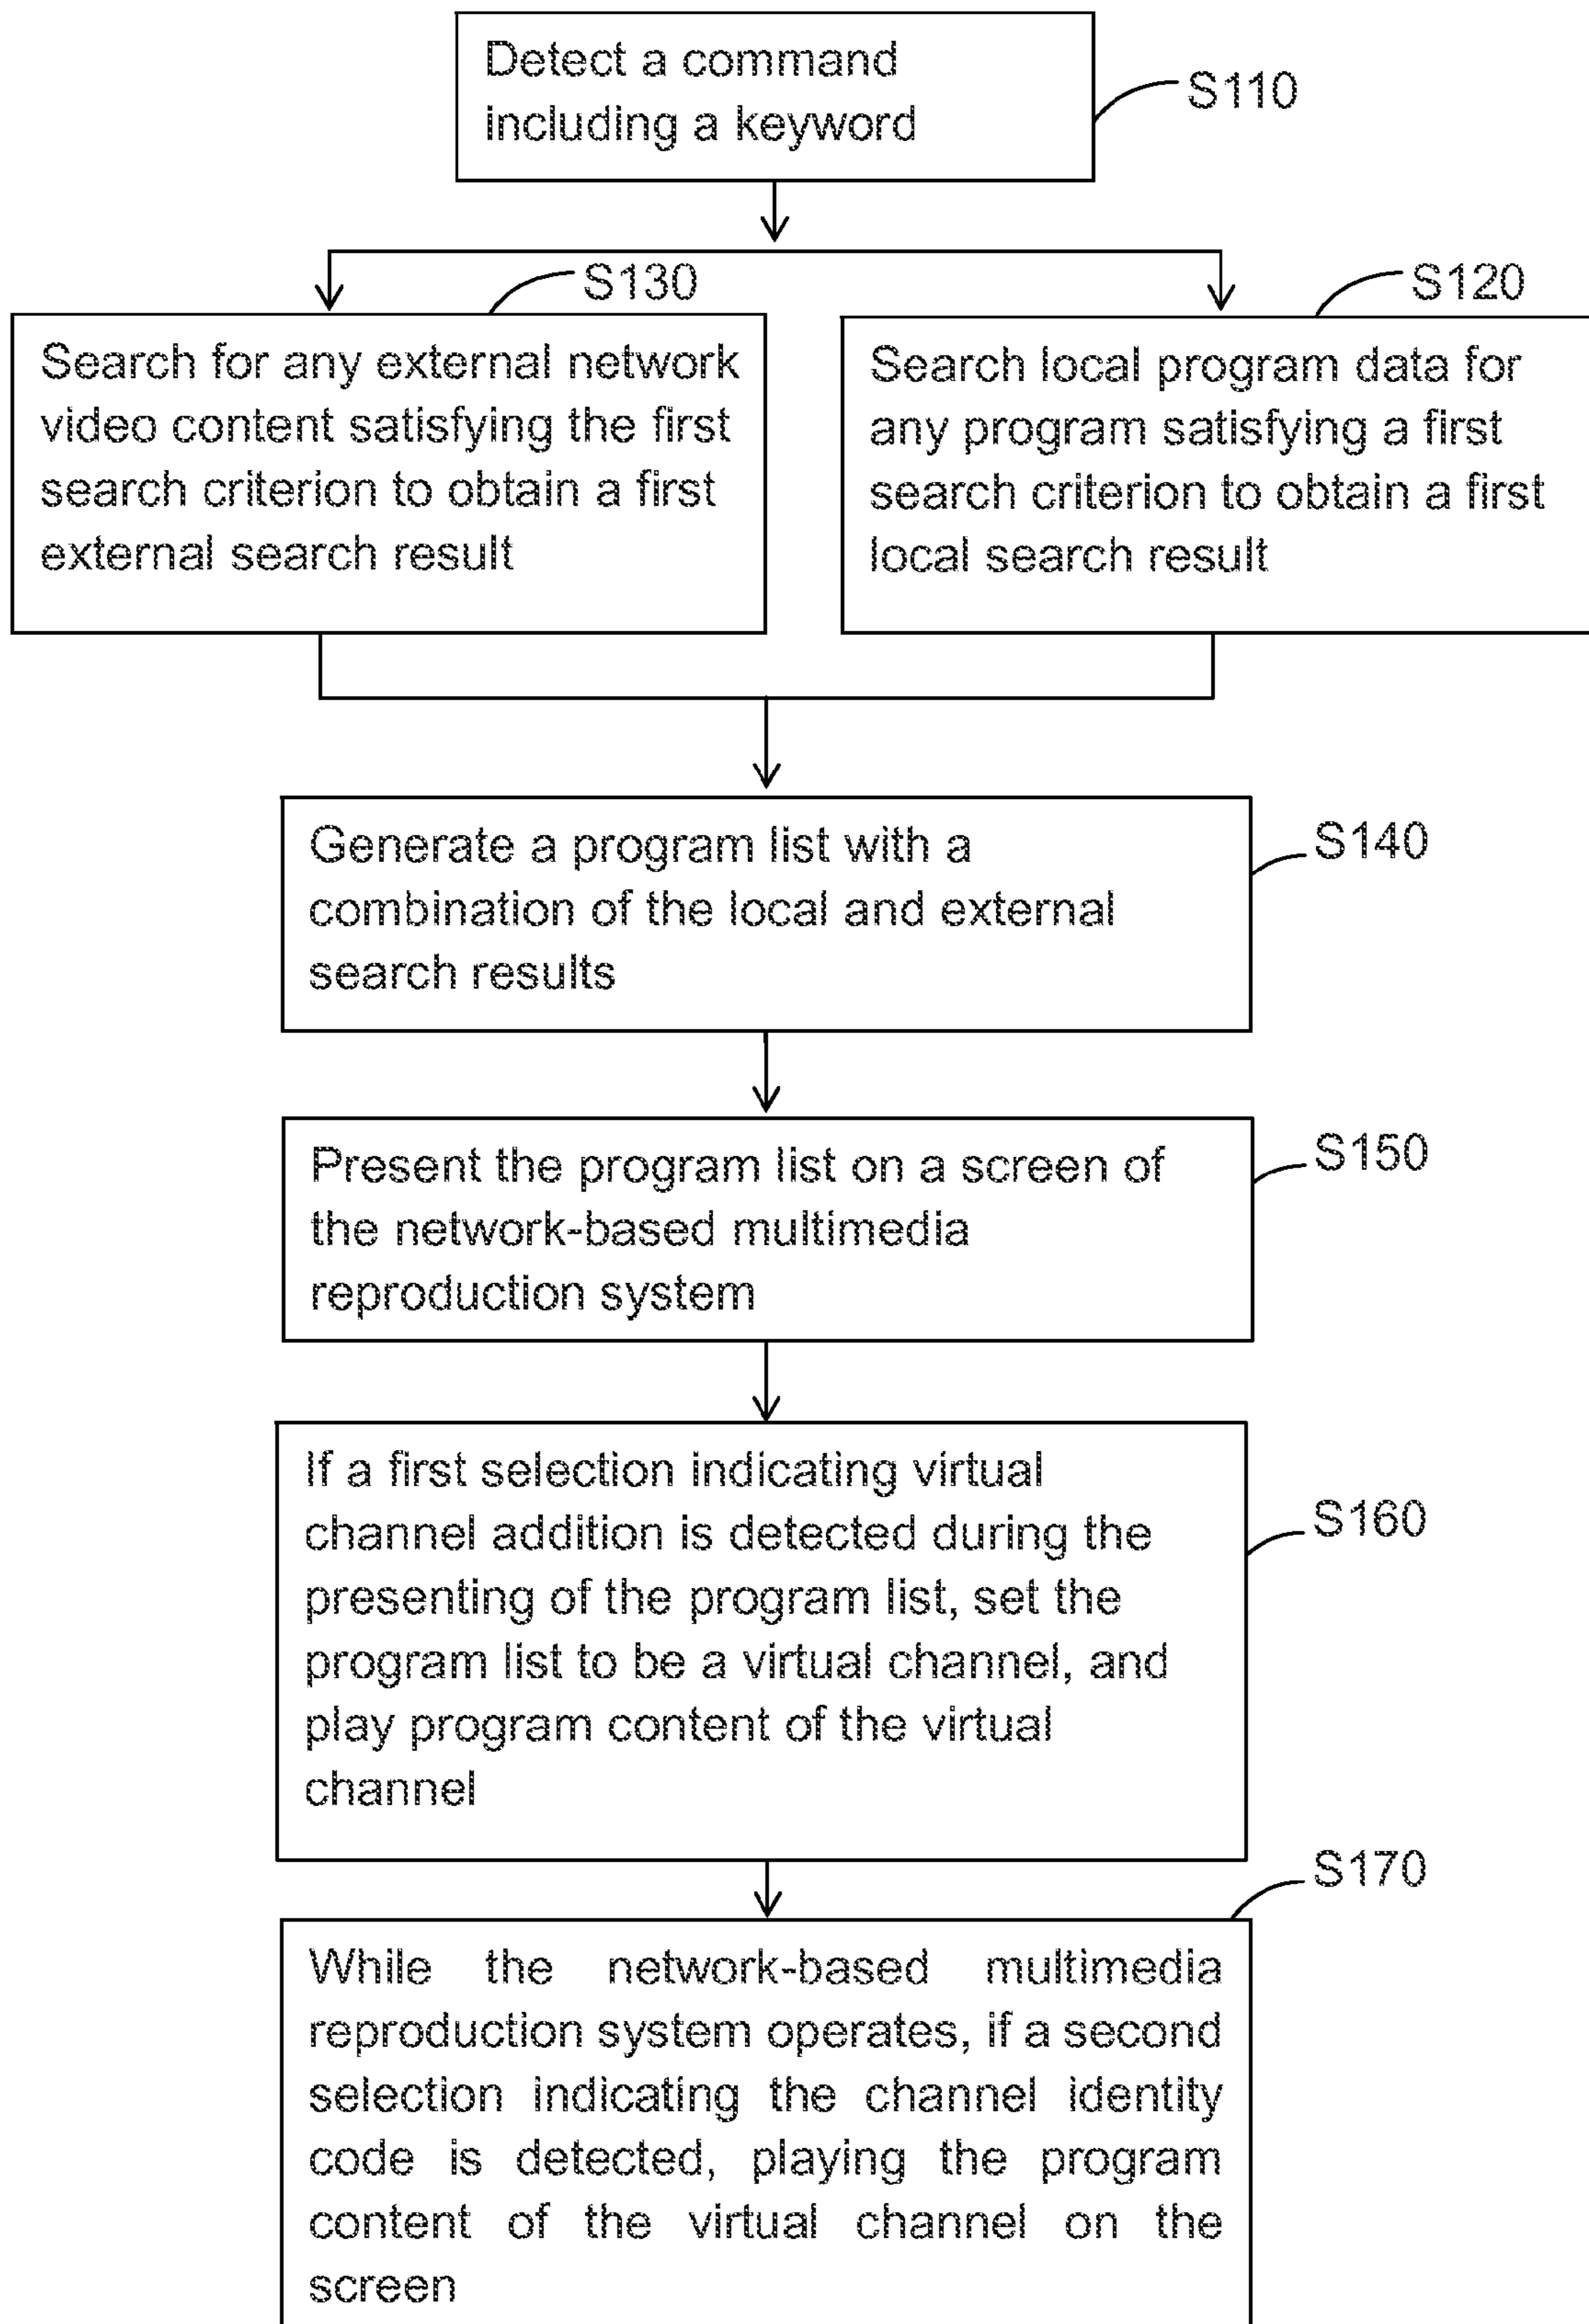 Detect a command
including a keyword
S110
S130
Search for any external network
video content satisfying the first
search criterion to obtain a first
external search result
S120
Search local program data for
any program satisfying a first
search criterion to obtain a first
local search result
Generate a program list with a
combination of the local and external
search results
S140
Present the program list on a screen of
the network-based multimedia
reproduction system
S150
If a first selection indicating virtual
channel addition is detected during the
presenting of the program list, set the
program list to be a virtual channel, and
play program content of the virtual
channel
S160
S170
While the network-based multimedia
reproduction system operates, if a second
selection indicating the channel identity
code is detected, playing the program
content of the virtual channel on the
screen